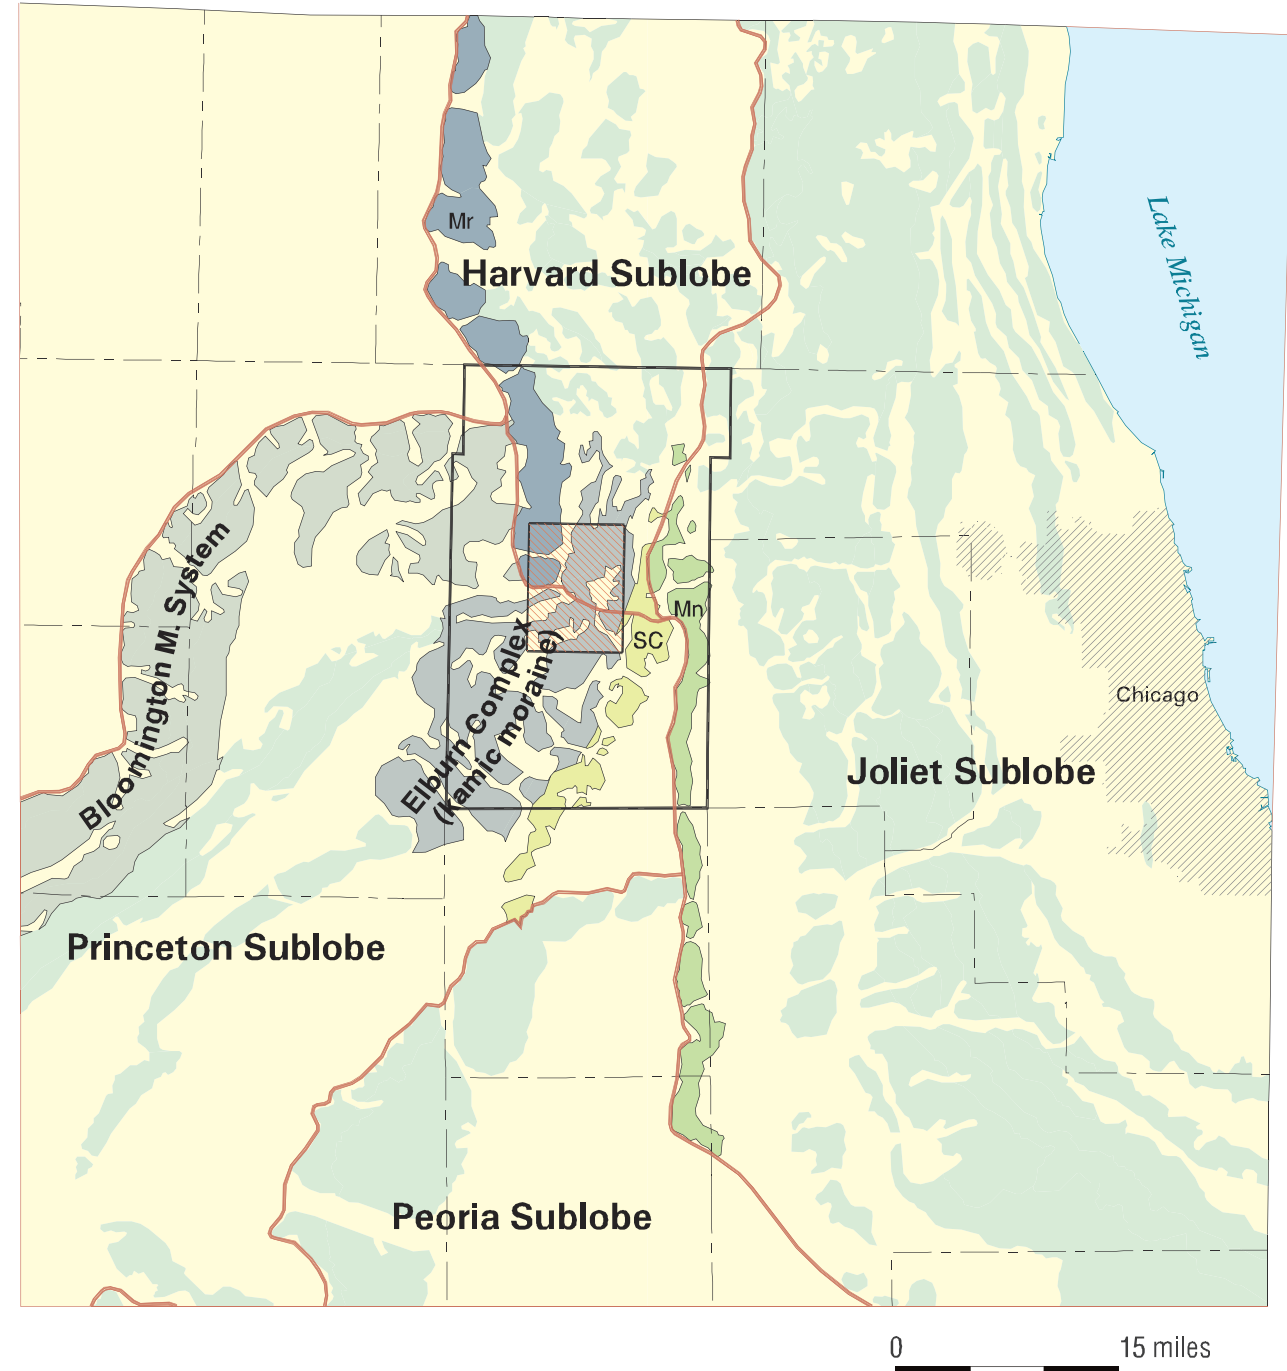 Lake Michigan
Mr
Harvard Sublobe
Bloomington M. System
Mn
SC
Elburn Complex
(kamic moraine)
Chicago
Joliet Sublobe
Princeton Sublobe
Peoria Sublobe
0 15 miles